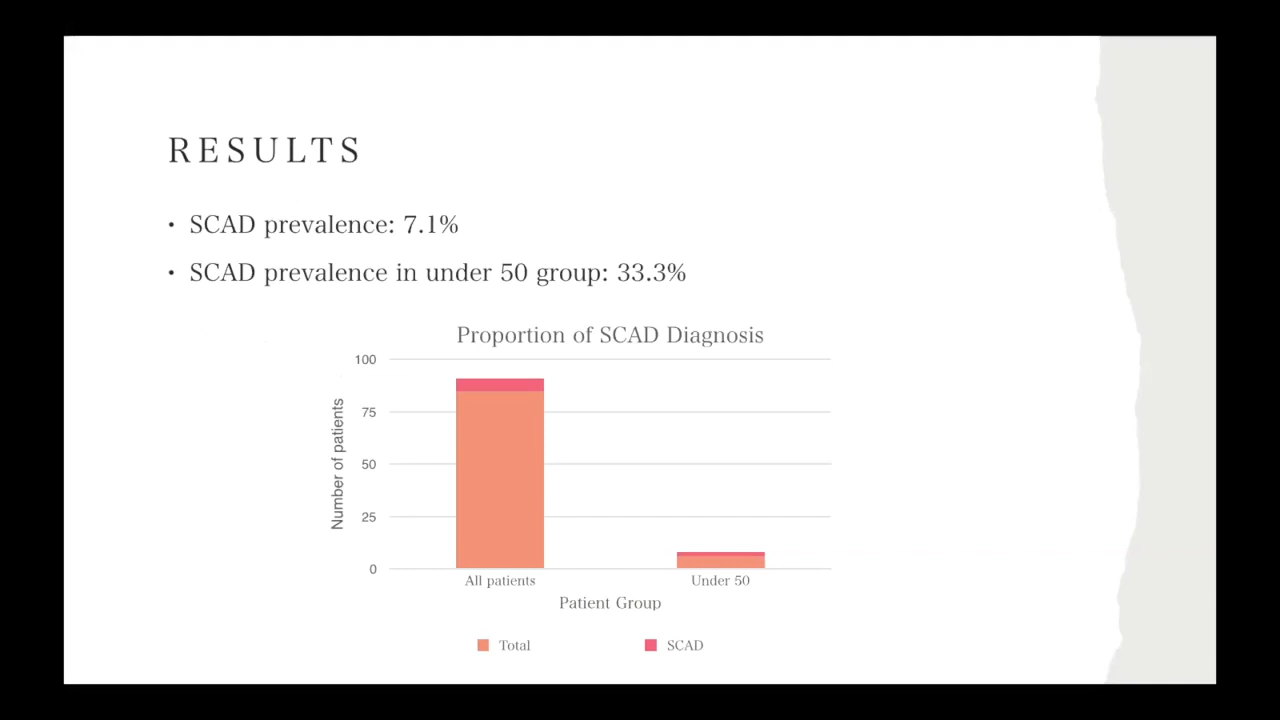 RESULTS
• SCAD prevalence: 7.1%
• SCAD prevalence in under 50 group: 33.3%
Proportion of SCAD Diagnosis
Number of patients
100
75
50
25
0
All patients
Under 50
Patient Group
Total
SCAD